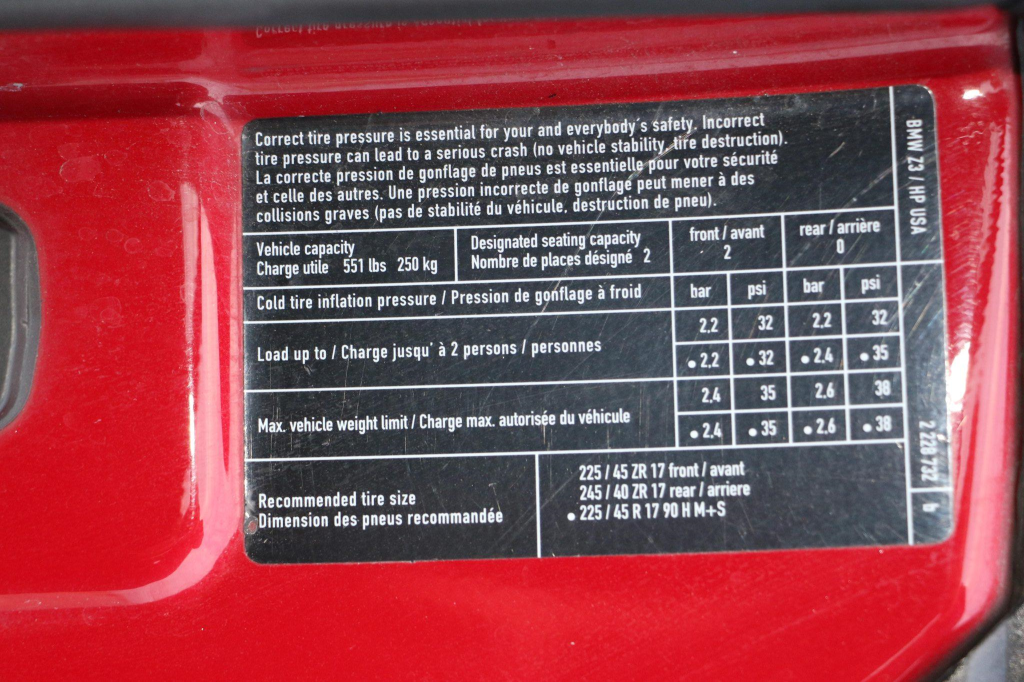 Correct tire pressure is essential for your and everybody's safety. Incorrect
tire pressure can lead to a serious crash (no vehicle stability, tire destruction).
La correcte pression de gonflage de pneus est essentielle pour votre sécurité
et celle des autres. Une pression incorrecte de gonflage peut mener à des
collisions graves (pas de stabilité du véhicule, destruction de pneu).
Vehicle capacity
Charge utile 551 lbs 250 kg
Designated seating capacity
Nombre de places désigné 2
front / avant
2
rear / arrière
0
Cold tire inflation pressure / Pression de gonflage à froid
bar psi bar psi
Load up to / Charge jusqu' à 2 persons / personnes
2,2 32 2,2 32
• 2,2 • 32 • 2,4 • 35
Max. vehicle weight limit / Charge max. autorisée du véhicule
2,4 35 2,6 38
• 2,4 • 35 • 2,6 • 38
Recommended tire size
Dimension des pneus recommandée
225 / 45 ZR 17 front / avant
245 / 40 ZR 17 rear / arriere
• 225 / 45 R 17 90 H M+S
BMW Z3 / HP USA
2 228 732
b